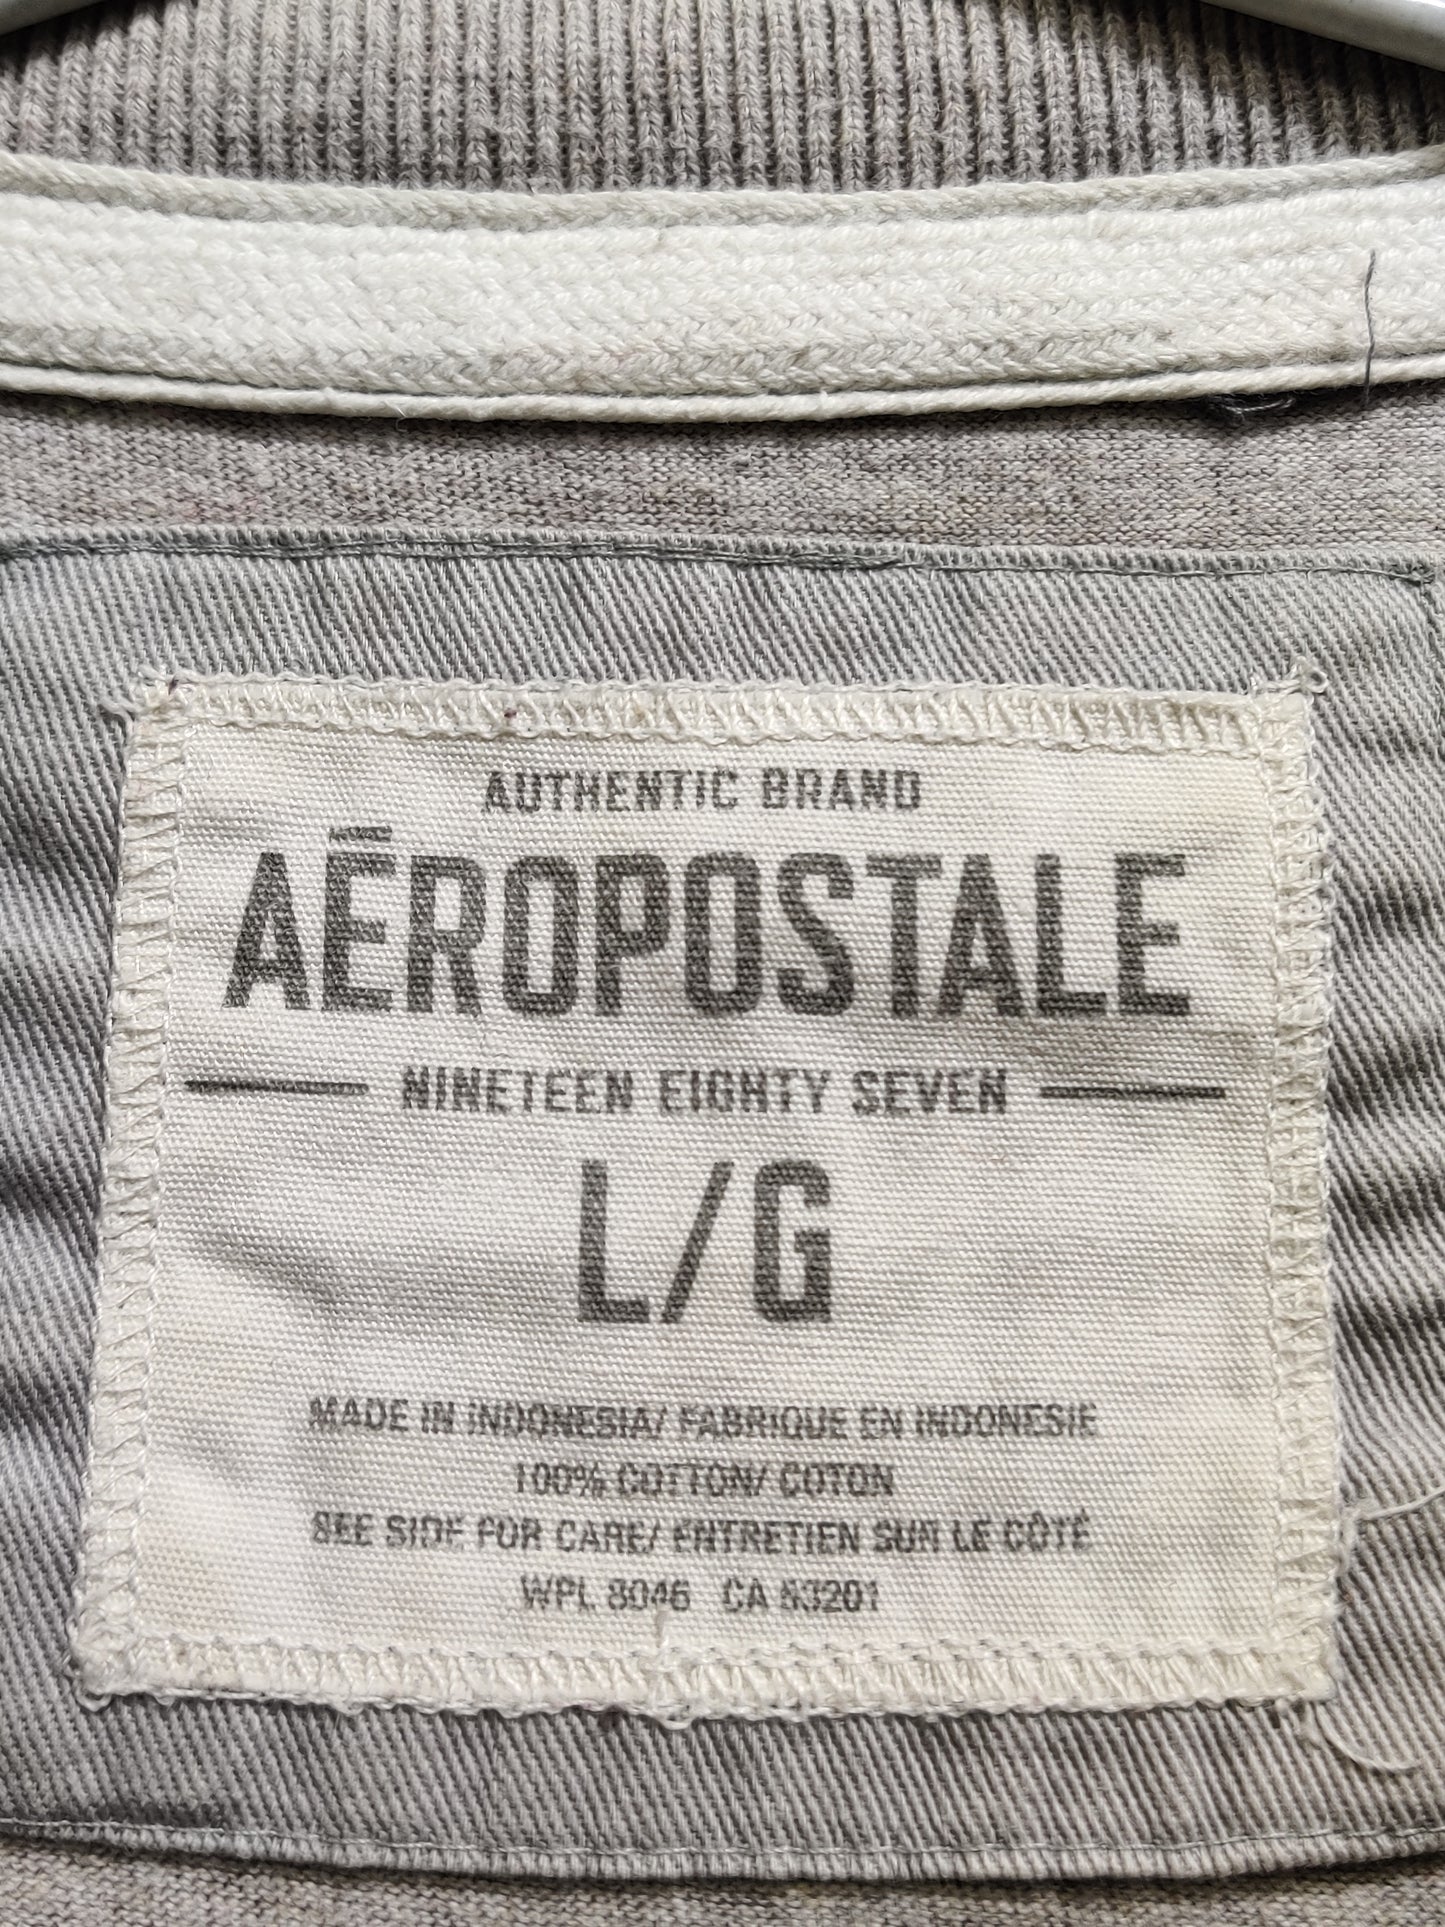 AUTHENTIC BRAND
AĒROPOSTALE
NINETEEN EIGHTY SEVEN
L/G
MADE IN INDONESIA/ FABRIQUE EN INDONESIE
100% COTTON/ COTON
SEE SIDE FOR CARE/ ENTRETIEN SUR LE CÔTÉ
WPL 8046 CA 53201